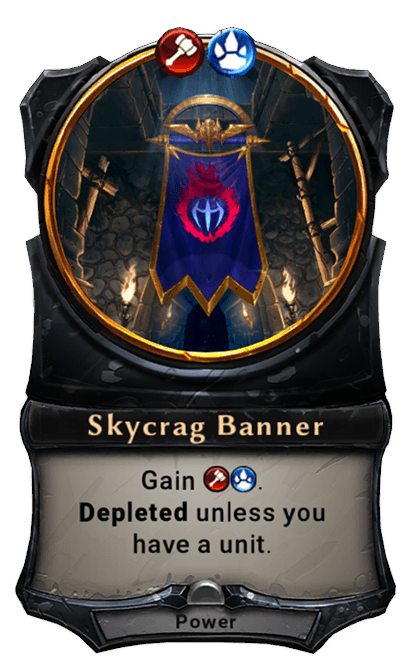 Skycrag Banner
Gain .
Depleted unless you
have a unit.
Power